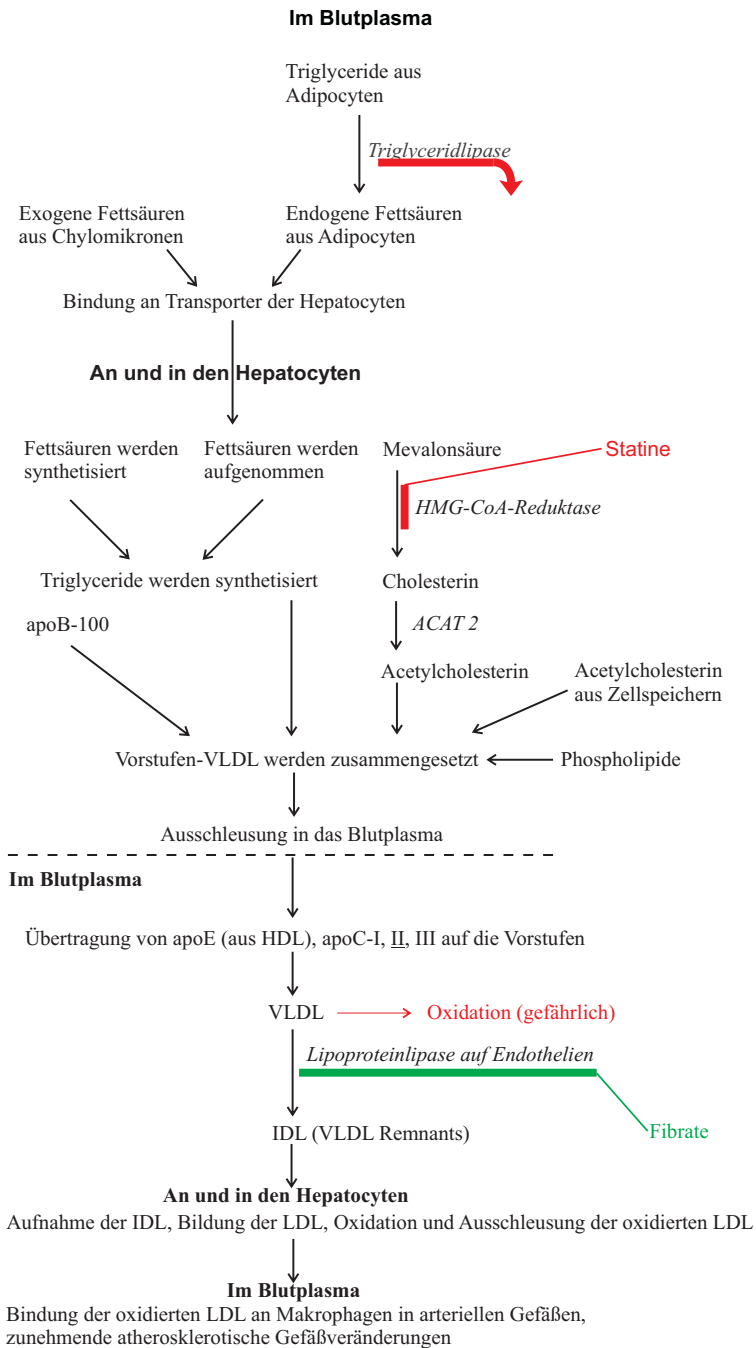 Im Blutplasma
Triglyceride aus
Adipocyten
Triglyceridlipase
Exogene Fettsäuren
aus Chylomikronen
Endogene Fettsäuren
aus Adipocyten
Bindung an Transporter der Hepatocyten
An und in den Hepatocyten
Fettsäuren werden
synthetisiert
Fettsäuren werden
aufgenommen
Mevalonsäure
Statine
HMG-CoA-Reduktase
Triglyceride werden synthetisiert
Cholesterin
apoB-100
ACAT 2
Acetylcholesterin
Acetylcholesterin
aus Zellspeichern
Vorstufen-VLDL werden zusammengesetzt
Phospholipide
Ausschleusung in das Blutplasma
Im Blutplasma
Übertragung von apoE (aus HDL), apoC-I, II, III auf die Vorstufen
VLDL
Oxidation (gefährlich)
Lipoproteinlipase auf Endothelien
IDL (VLDL Remnants)
Fibrate
An und in den Hepatocyten
Aufnahme der IDL, Bildung der LDL, Oxidation und Ausschleusung der oxidierten LDL
Im Blutplasma
Bindung der oxidierten LDL an Makrophagen in arteriellen Gefäßen,
zunehmende atherosklerotische Gefäßveränderungen